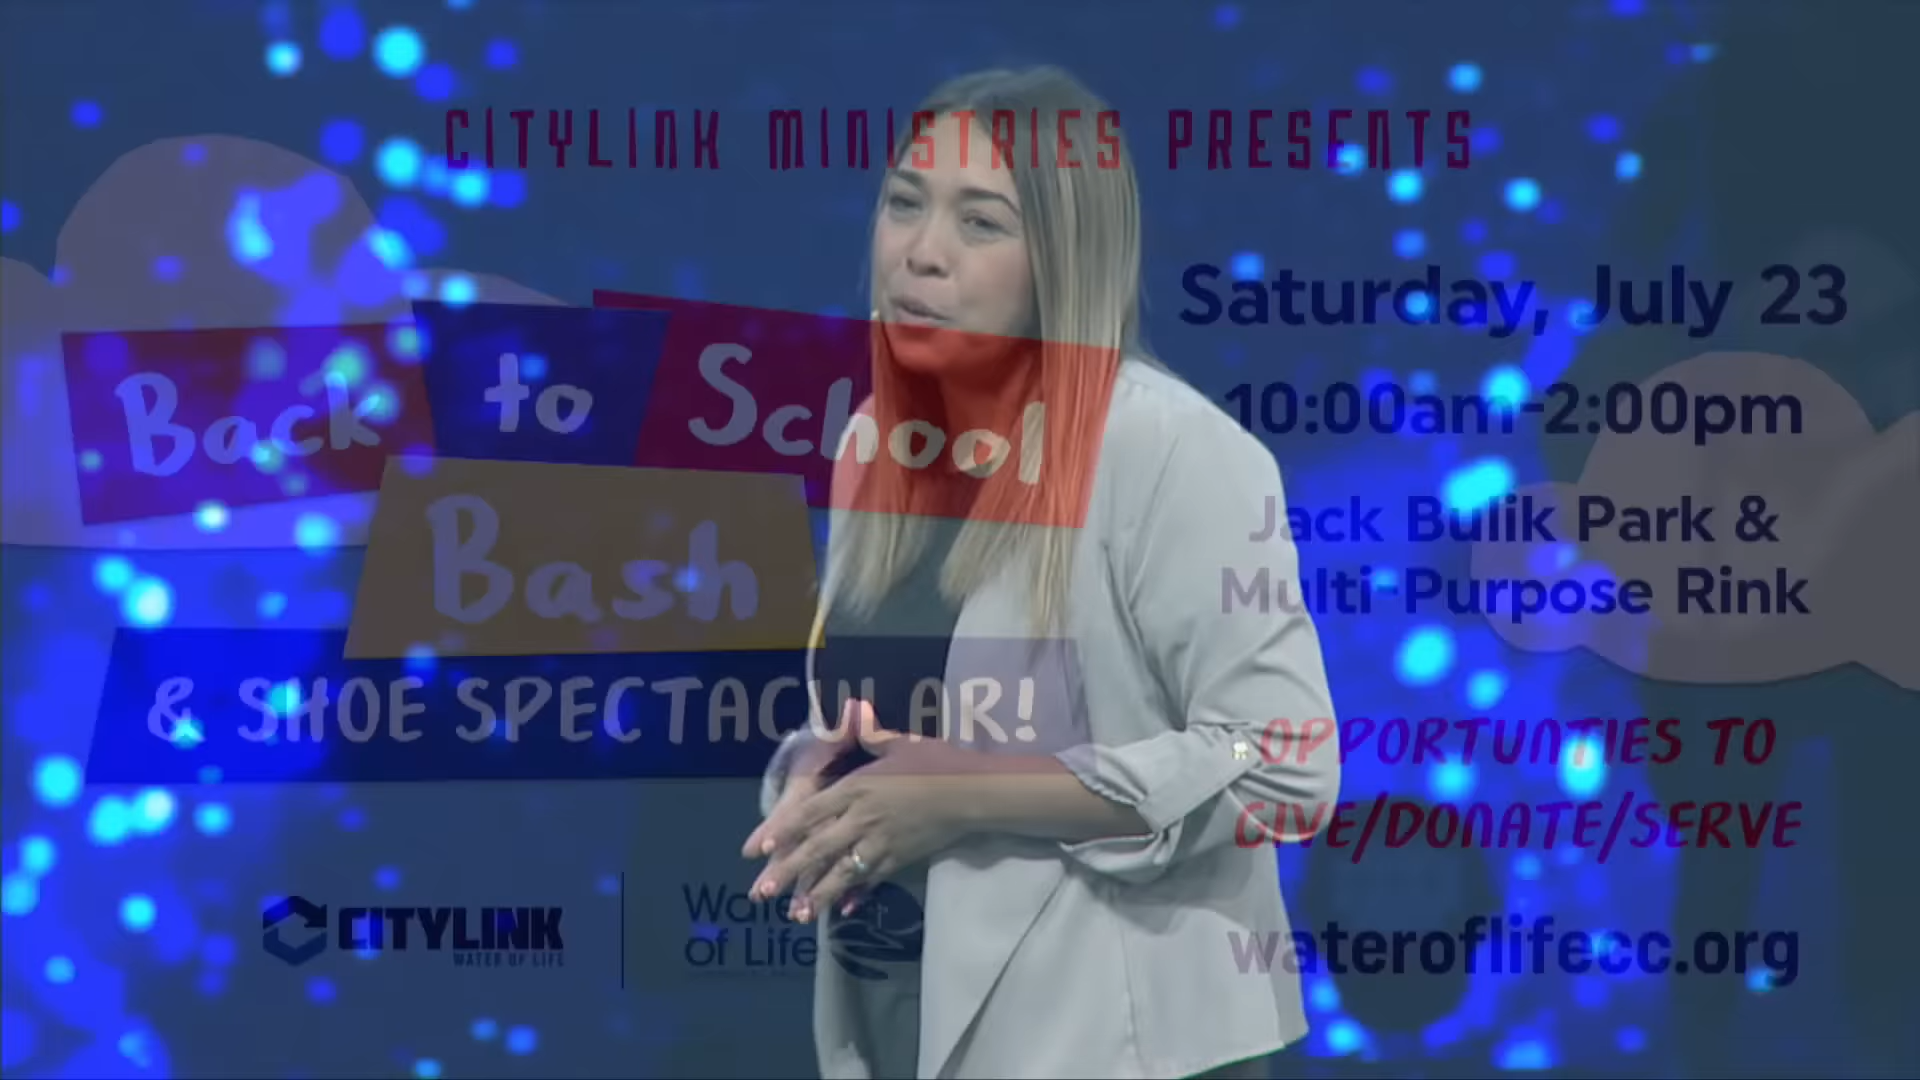 CITYLINK MINISTRIES PRESENTS
Back to School
Bash
& SHOE SPECTACULAR!
Saturday, July 23
10:00am-2:00pm
Jack Bulik Park &
Multi-Purpose Rink
OPPORTUNTIES TO
GIVE/DONATE/SERVE
wateroflifecc.org
CITYLINK
WATER OF LIFE
Water
of Life